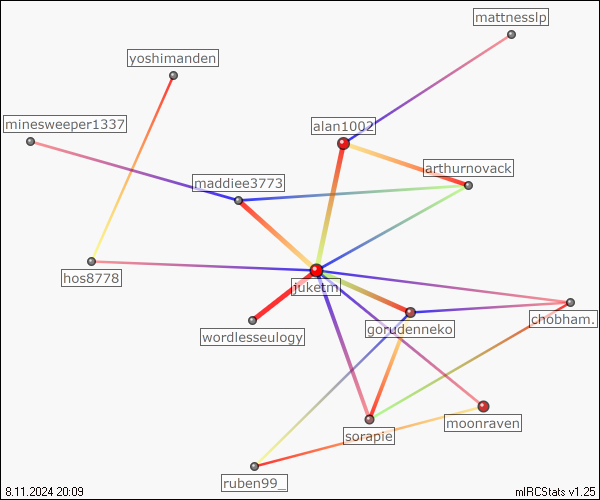 mattnesslp
yoshimanden
minesweeper1337
alan1002
arthurnovack
maddiee3773
hos8778
juketm
chobham.
gorudenneko
wordlesseulogy
moonraven
sorapie
ruben99_
8.11.2024 20:09
mIRCStats v1.25